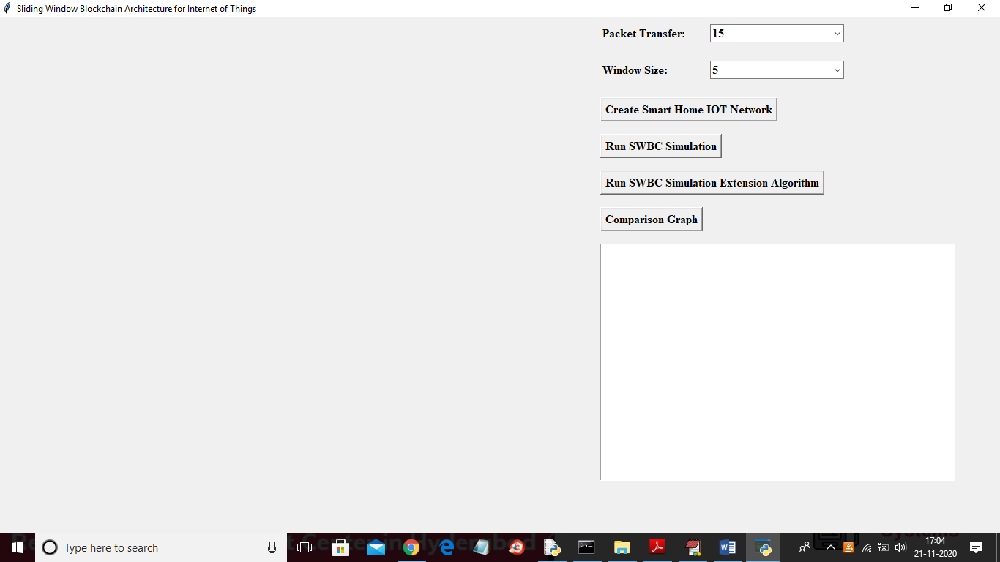 Sliding Window Blockchain Architecture for Internet of Things
Packet Transfer: 15
Window Size: 5
Create Smart Home IOT Network
Run SWBC Simulation
Run SWBC Simulation Extension Algorithm
Comparison Graph
Type here to search
17:04
21-11-2020